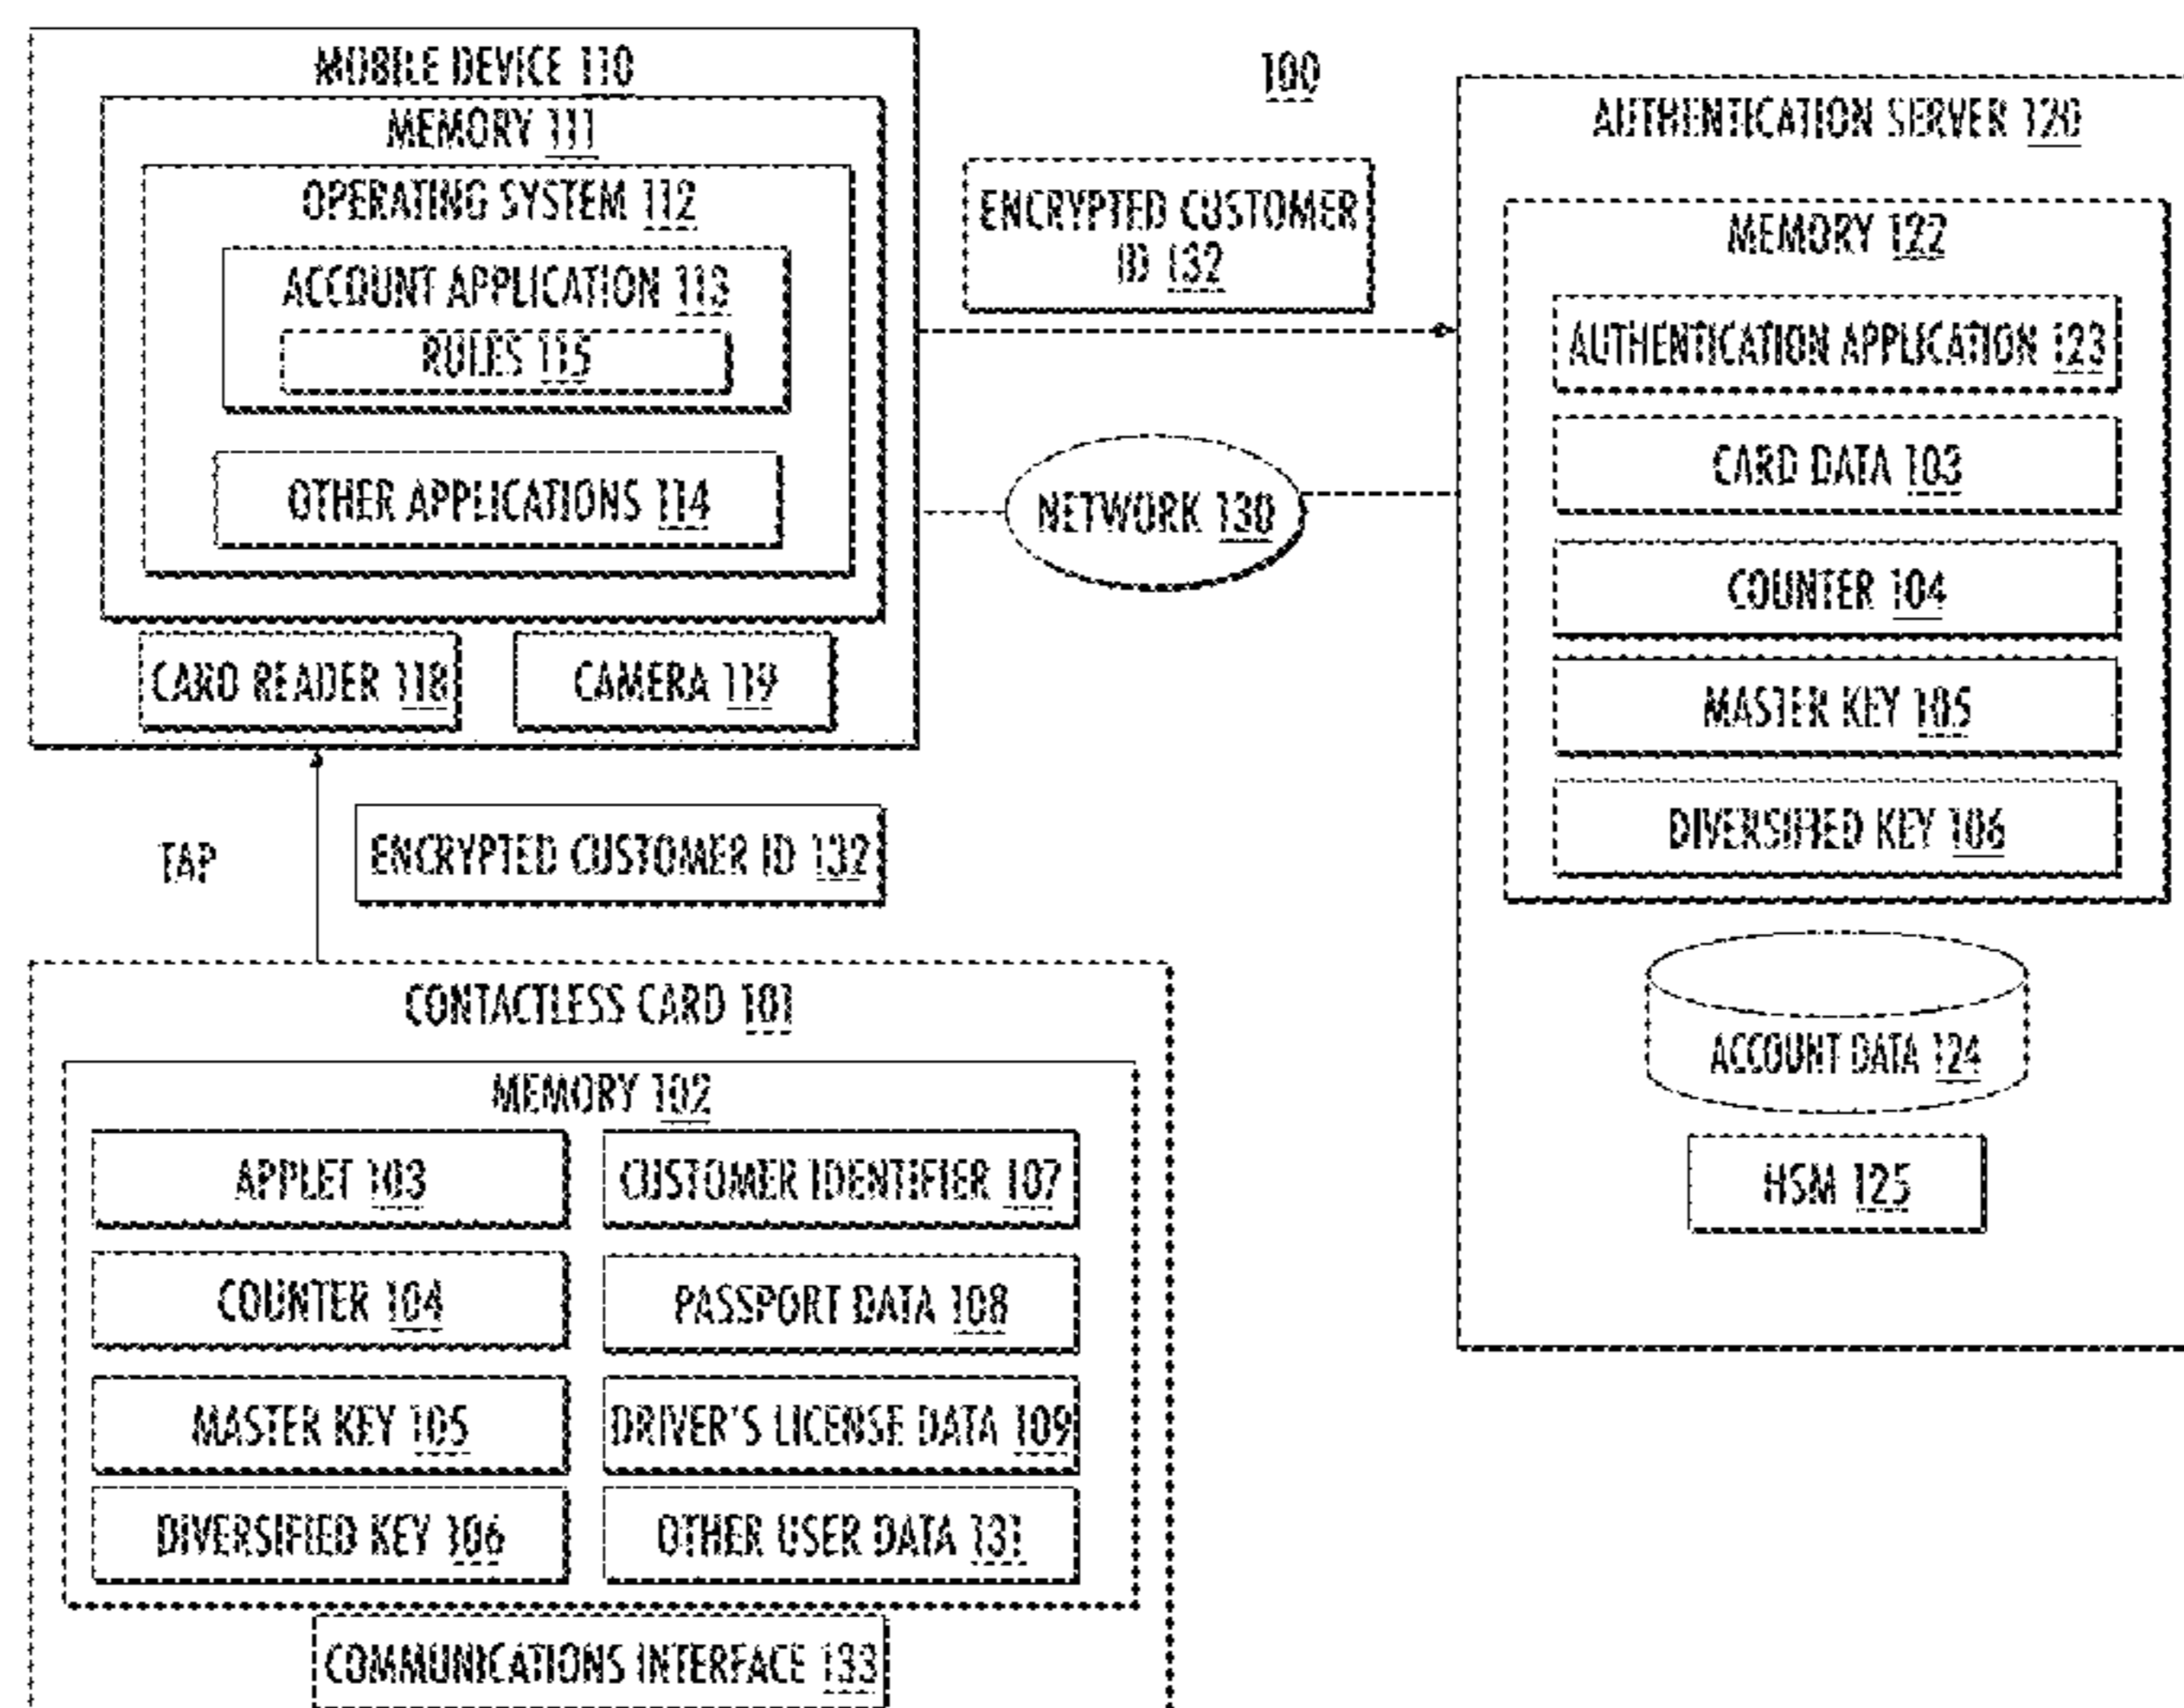 MOBILE DEVICE 110
MEMORY 111
OPERATING SYSTEM 112
ACCOUNT APPLICATION 113
RULES 115
OTHER APPLICATIONS 114
CARD READER 118
CAMERA 119
100
ENCRYPTED CUSTOMER
ID 132
NETWORK 130
AUTHENTICATION SERVER 120
MEMORY 122
AUTHENTICATION APPLICATION 123
CARD DATA 103
COUNTER 104
MASTER KEY 105
DIVERSIFIED KEY 106
ACCOUNT DATA 124
HSM 125
TAP
ENCRYPTED CUSTOMER ID 132
CONTACTLESS CARD 101
MEMORY 102
APPLET 103
CUSTOMER IDENTIFIER 107
COUNTER 104
PASSPORT DATA 108
MASTER KEY 105
DRIVER'S LICENSE DATA 109
DIVERSIFIED KEY 106
OTHER USER DATA 131
COMMUNICATIONS INTERFACE 133